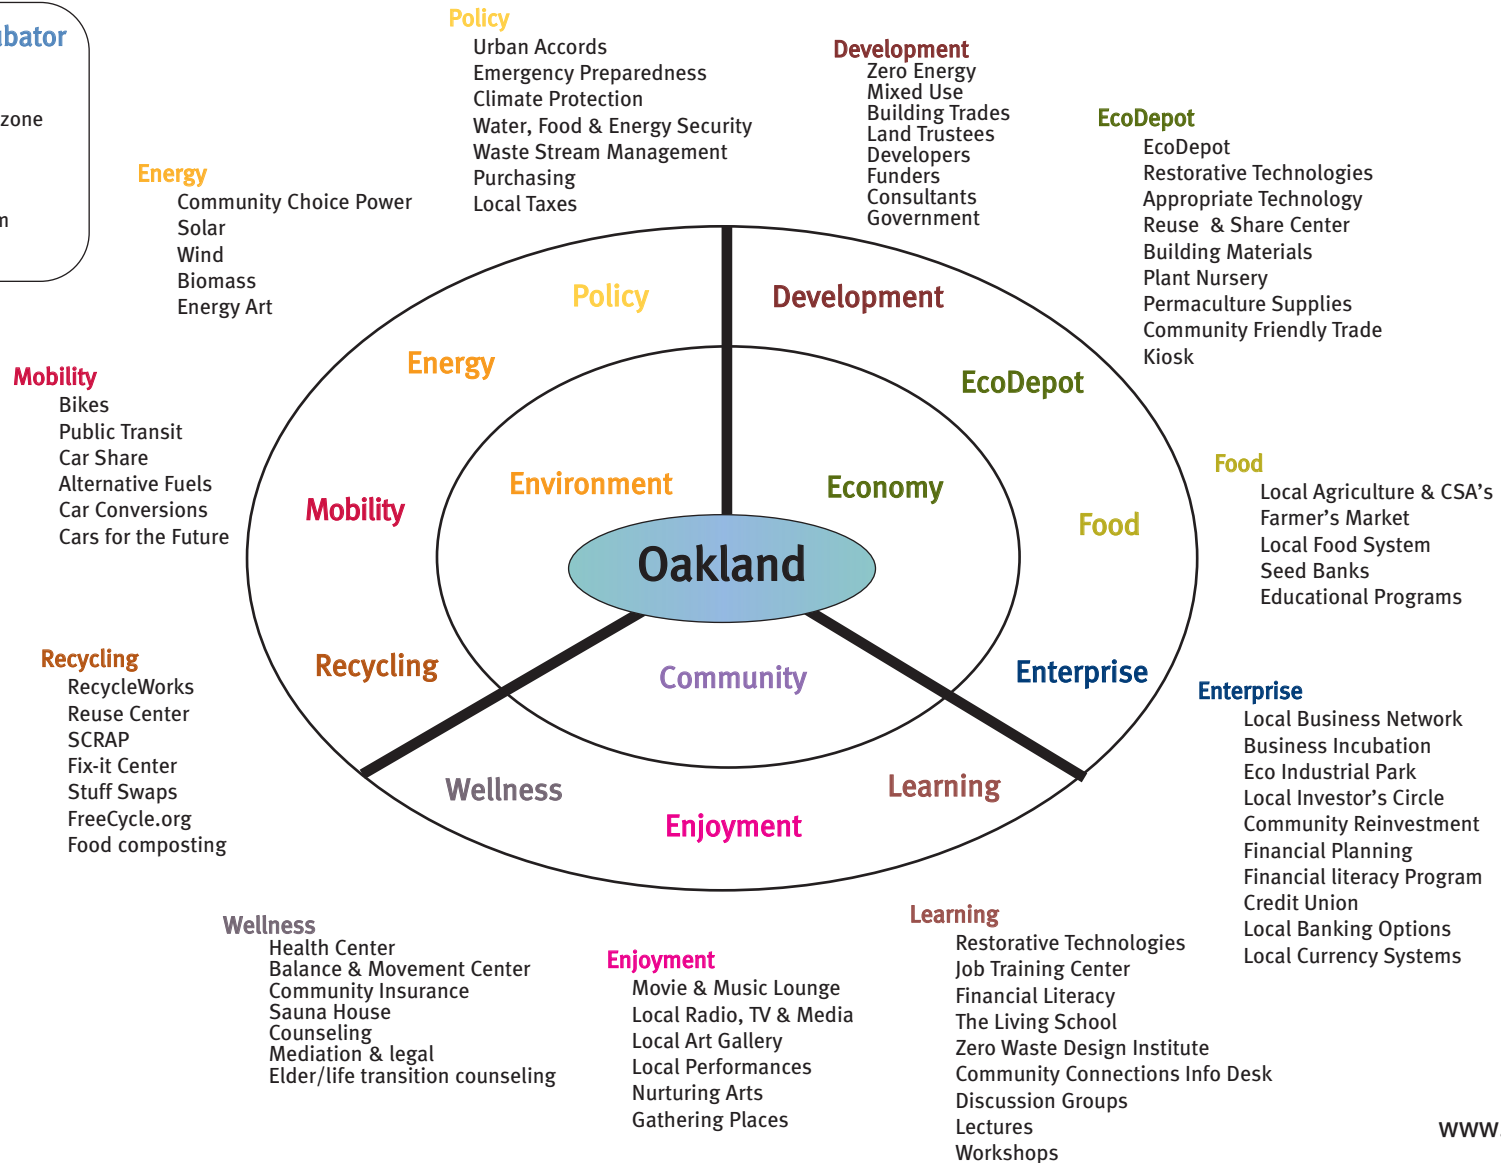 ubator
zone
m
Policy
Urban Accords
Emergency Preparedness
Climate Protection
Water, Food & Energy Security
Waste Stream Management
Purchasing
Local Taxes
Development
Zero Energy
Mixed Use
Building Trades
Land Trustees
Developers
Funders
Consultants
Government
EcoDepot
EcoDepot
Restorative Technologies
Appropriate Technology
Reuse & Share Center
Building Materials
Plant Nursery
Permaculture Supplies
Community Friendly Trade
Kiosk
Energy
Community Choice Power
Solar
Wind
Biomass
Energy Art
Mobility
Bikes
Public Transit
Car Share
Alternative Fuels
Car Conversions
Cars for the Future
Policy
Development
Energy
EcoDepot
Environment
Economy
Mobility
Food
Oakland
Recycling
Community
Enterprise
Wellness
Learning
Enjoyment
Food
Local Agriculture & CSA's
Farmer's Market
Local Food System
Seed Banks
Educational Programs
Recycling
RecycleWorks
Reuse Center
SCRAP
Fix-it Center
Stuff Swaps
FreeCycle.org
Food composting
Enterprise
Local Business Network
Business Incubation
Eco Industrial Park
Local Investor's Circle
Community Reinvestment
Financial Planning
Financial literacy Program
Credit Union
Local Banking Options
Local Currency Systems
Wellness
Health Center
Balance & Movement Center
Community Insurance
Sauna House
Counseling
Mediation & legal
Elder/life transition counseling
Enjoyment
Movie & Music Lounge
Local Radio, TV & Media
Local Art Gallery
Local Performances
Nurturing Arts
Gathering Places
Learning
Restorative Technologies
Job Training Center
Financial Literacy
The Living School
Zero Waste Design Institute
Community Connections Info Desk
Discussion Groups
Lectures
Workshops
www.